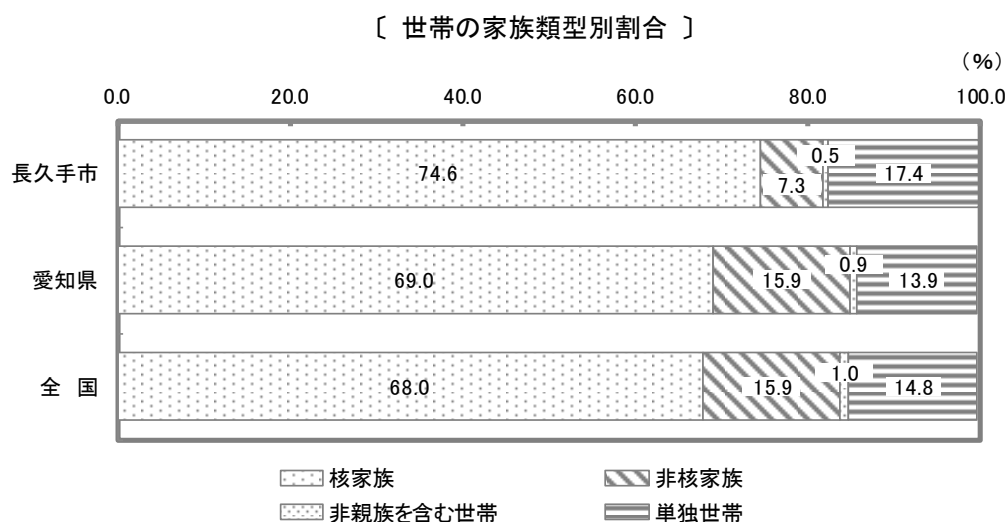 〔 世帯の家族類型別割合 〕
（％）
0.0 20.0 40.0 60.0 80.0 100.0
長久手市 74.6 7.3 0.5 17.4
愛知県 69.0 15.9 0.9 13.9
全 国 68.0 15.9 1.0 14.8
核家族 非核家族
非親族を含む世帯 単独世帯